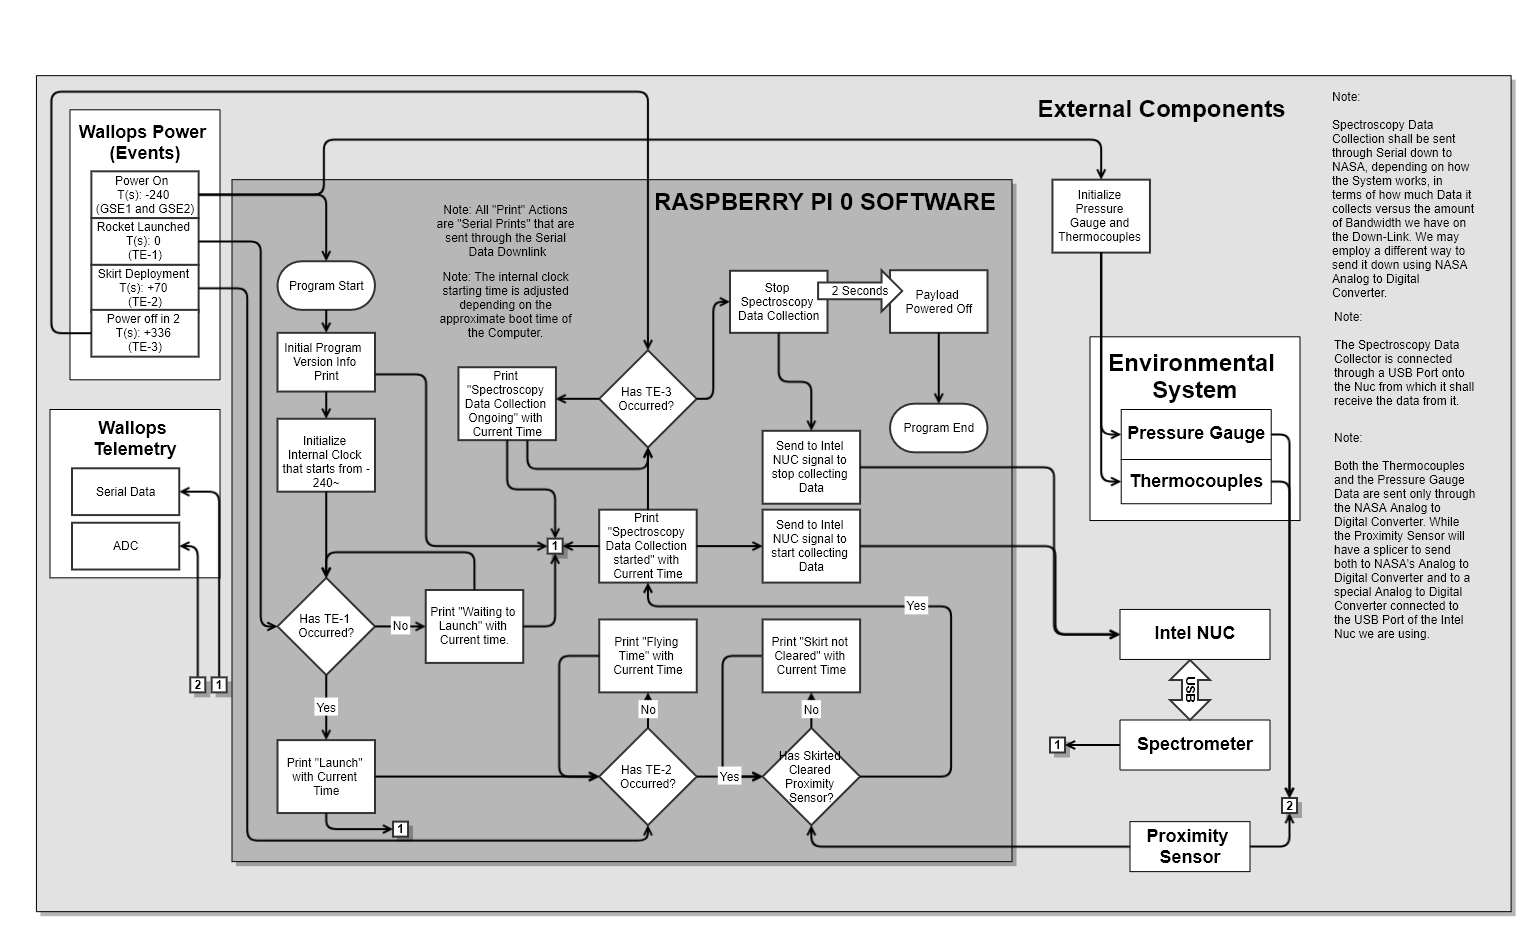 External Components
Wallops Power
(Events)
Power On
T(s): -240
(GSE1 and GSE2)
Rocket Launched
T(s): 0
(TE-1)
Skirt Deployment
T(s): +70
(TE-2)
Power off in 2
T(s): +336
(TE-3)
Wallops
Telemetry
Serial Data
ADC
2
1
RASPBERRY PI 0 SOFTWARE
Note: All "Print" Actions
are "Serial Prints" that are
sent through the Serial
Data Downlink
Note: The internal clock
starting time is adjusted
depending on the
approximate boot time of
the Computer.
Program Start
Initial Program
Version Info
Print
Initialize
Internal Clock
that starts from -
240~
Has TE-1
Occurred?
No
Print "Waiting to
Launch" with
Current time.
Yes
Print "Launch"
with Current
Time
1
Print
"Spectroscopy
Data Collection
Ongoing" with
Current Time
Has TE-3
Occurred?
Stop
Spectroscopy
Data Collection
2 Seconds
Payload
Powered Off
Program End
Send to Intel
NUC signal to
stop collecting
Data
1
Print
"Spectroscopy
Data Collection
started" with
Current Time
Send to Intel
NUC signal to
start collecting
Data
Yes
Print "Flying
Time" with
Current Time
Print "Skirt not
Cleared" with
Current Time
No
No
Has TE-2
Occurred?
Yes
Has Skirted
Cleared
Proximity
Sensor?
Initialize
Pressure
Gauge and
Thermocouples
Environmental
System
Pressure Gauge
Thermocouples
Intel NUC
USB
Spectrometer
1
2
Proximity
Sensor
Note:
Spectroscopy Data
Collection shall be sent
through Serial down to
NASA, depending on how
the System works, in
terms of how much Data it
collects versus the amount
of Bandwidth we have on
the Down-Link. We may
employ a different way to
send it down using NASA
Analog to Digital
Converter.
Note:
The Spectroscopy Data
Collector is connected
through a USB Port onto
the Nuc from which it shall
receive the data from it.
Note:
Both the Thermocouples
and the Pressure Gauge
Data are sent only through
the NASA Analog to
Digital Converter. While
the Proximity Sensor will
have a splicer to send
both to NASA's Analog to
Digital Converter and to a
special Analog to Digital
Converter connected to
the USB Port of the Intel
Nuc we are using.